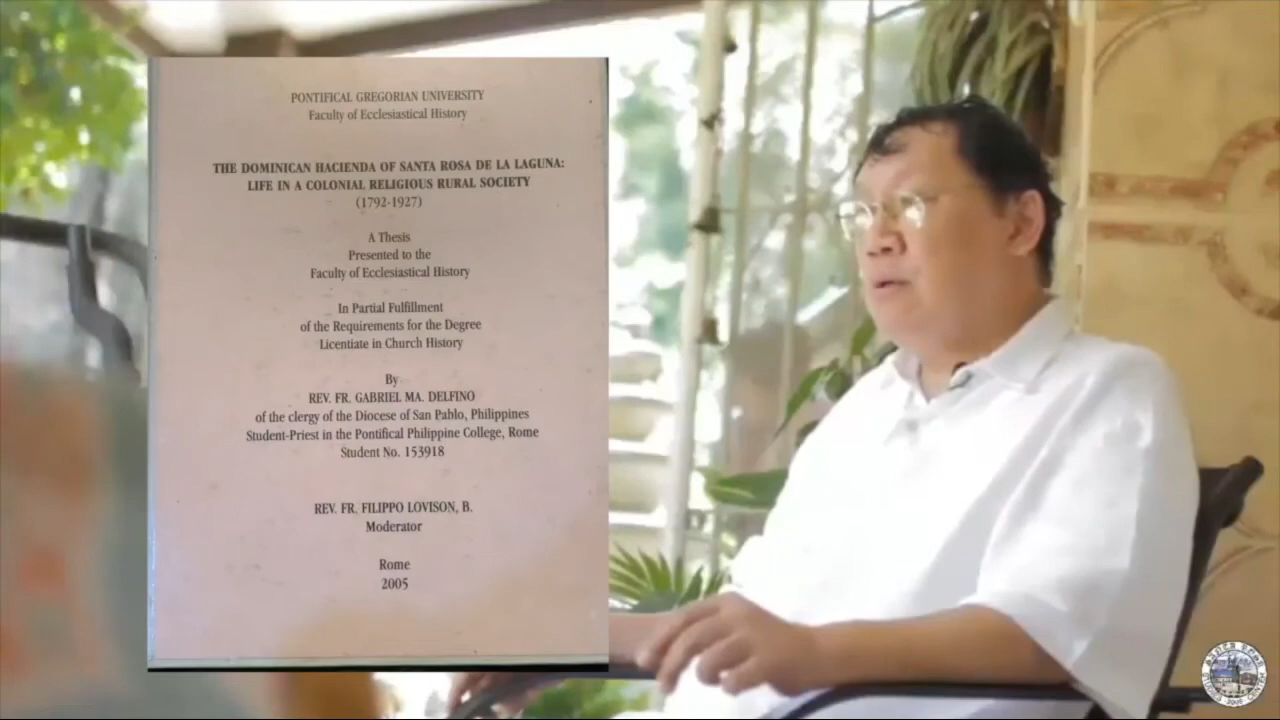 PONTIFICAL GREGORIAN UNIVERSITY
Faculty of Ecclesiastical History
THE DOMINICAN HACIENDA OF SANTA ROSA DE LA LAGUNA:
LIFE IN A COLONIAL RELIGIOUS RURAL SOCIETY
(1792-1927)
A Thesis
Presented to the
Faculty of Ecclesiastical History
In Partial Fulfillment
of the Requirements for the Degree
Licentiate in Church History
By
REV. FR. GABRIEL MA. DELFINO
of the clergy of the Diocese of San Pablo, Philippines
Student-Priest in the Pontifical Philippine College, Rome
Student No. 153918
REV. FR. FILIPPO LOVISON, B.
Moderator
Rome
2005